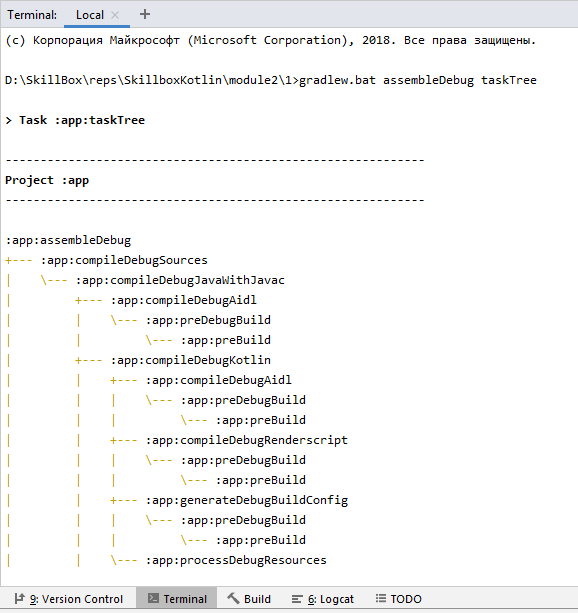 Terminal: Local × +
(c) Корпорация Майкрософт (Microsoft Corporation), 2018. Все права защищены.
D:\SkillBox\reps\SkillboxKotlin\module2\1>gradlew.bat assembleDebug taskTree
> Task :app:taskTree
------------------------------------------------------------
Project :app
------------------------------------------------------------
:app:assembleDebug
+--- :app:compileDebugSources
|    \--- :app:compileDebugJavaWithJavac
|         +--- :app:compileDebugAidl
|         |    \--- :app:preDebugBuild
|         |         \--- :app:preBuild
|         +--- :app:compileDebugKotlin
|         |    +--- :app:compileDebugAidl
|         |    |    \--- :app:preDebugBuild
|         |    |         \--- :app:preBuild
|         |    +--- :app:compileDebugRenderscript
|         |    |    \--- :app:preDebugBuild
|         |    |         \--- :app:preBuild
|         |    +--- :app:generateDebugBuildConfig
|         |    |    \--- :app:preDebugBuild
|         |    |         \--- :app:preBuild
|         |    \--- :app:processDebugResources
9: Version Control Terminal Build 6: Logcat TODO